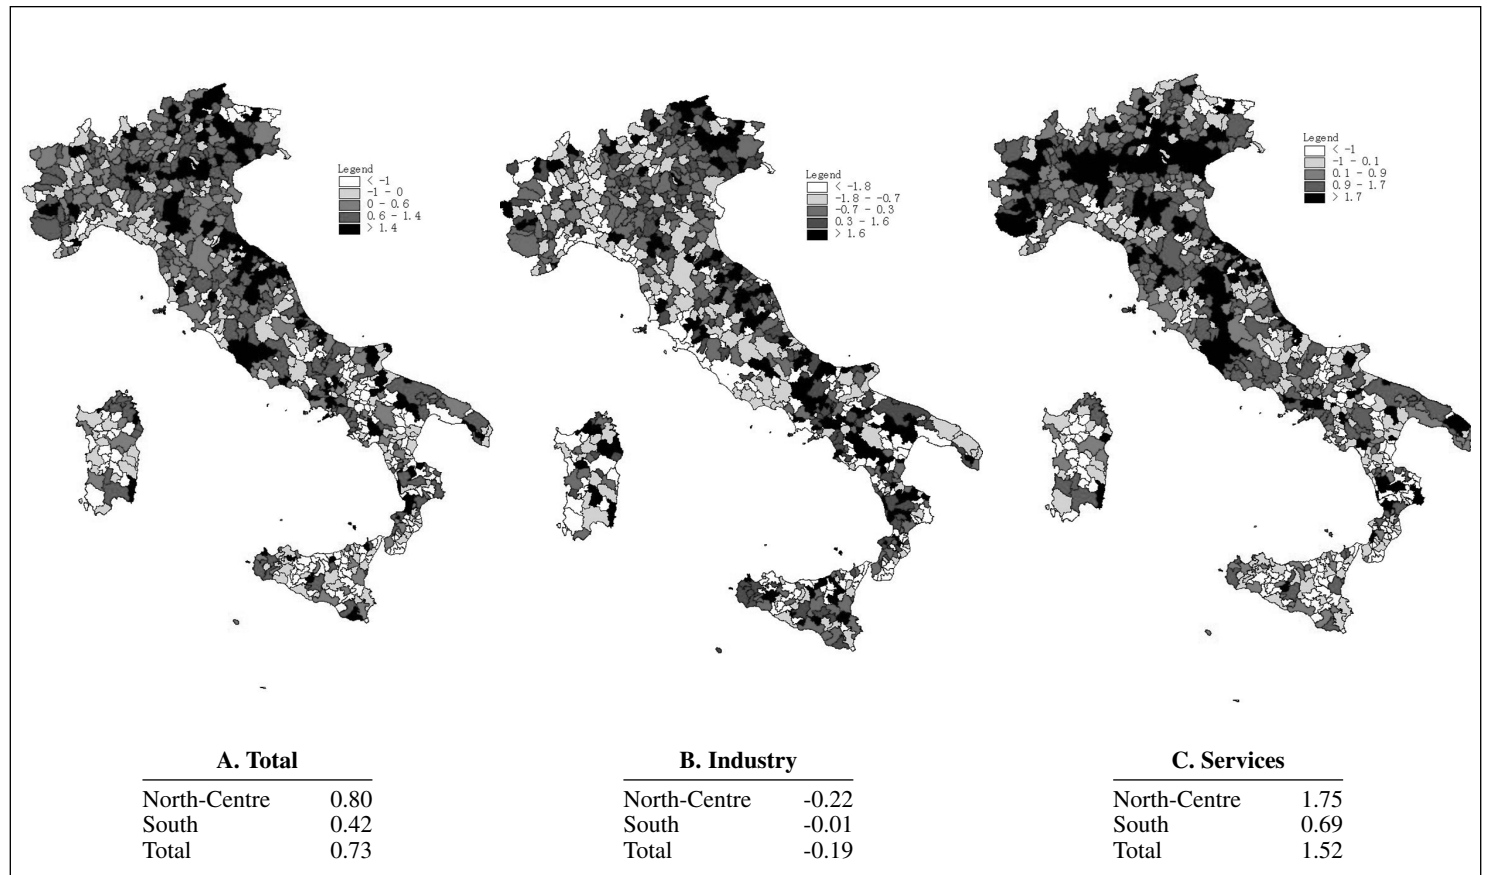 Legend
< -1
-1 - 0
0 - 0.6
0.6 - 1.4
> 1.4
Legend
< -1.8
-1.8 - -0.7
-0.7 - 0.3
0.3 - 1.6
> 1.6
Legend
< -1
-1 - 0.1
0.1 - 0.9
0.9 - 1.7
> 1.7
A. Total
North-Centre 0.80
South 0.42
Total 0.73
B. Industry
North-Centre -0.22
South -0.01
Total -0.19
C. Services
North-Centre 1.75
South 0.69
Total 1.52